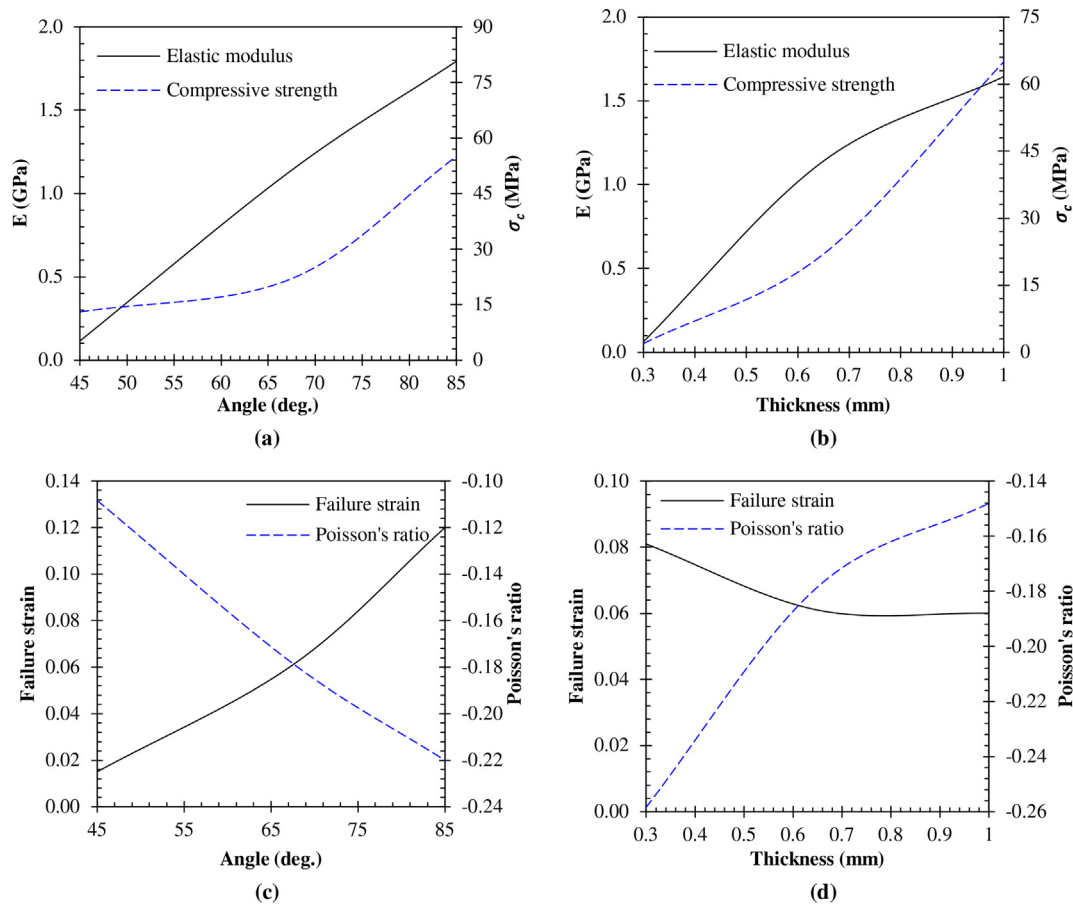 2.0
1.5
1.0
0.5
0.0
E (GPa)
Elastic modulus
Compressive strength
90
75
60
45
30
15
0
σc (MPa)
45 50 55 60 65 70 75 80 85
Angle (deg.)
(a)
2.0
1.5
1.0
0.5
0.0
E (GPa)
Elastic modulus
Compressive strength
75
60
45
30
15
0
σc (MPa)
0.3 0.4 0.5 0.6 0.7 0.8 0.9 1
Thickness (mm)
(b)
0.14
0.12
0.10
0.08
0.06
0.04
0.02
0.00
Failure strain
Failure strain
Poisson's ratio
-0.10
-0.12
-0.14
-0.16
-0.18
-0.20
-0.22
-0.24
Poisson's ratio
45 55 65 75 85
Angle (deg.)
(c)
0.10
0.08
0.06
0.04
0.02
0.00
Failure strain
Failure strain
Poisson's ratio
-0.14
-0.16
-0.18
-0.20
-0.22
-0.24
-0.26
Poisson's ratio
0.3 0.4 0.5 0.6 0.7 0.8 0.9 1
Thickness (mm)
(d)